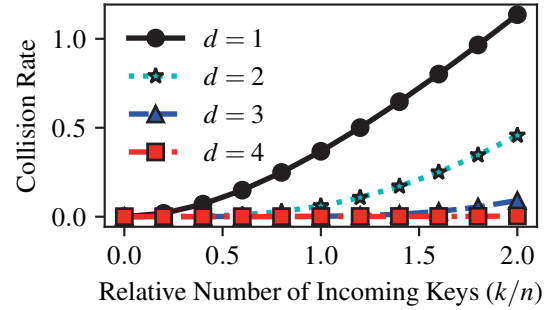 Collision Rate
1.0
0.5
0.0
d = 1
d = 2
d = 3
d = 4
0.0 0.5 1.0 1.5 2.0
Relative Number of Incoming Keys (k/n)